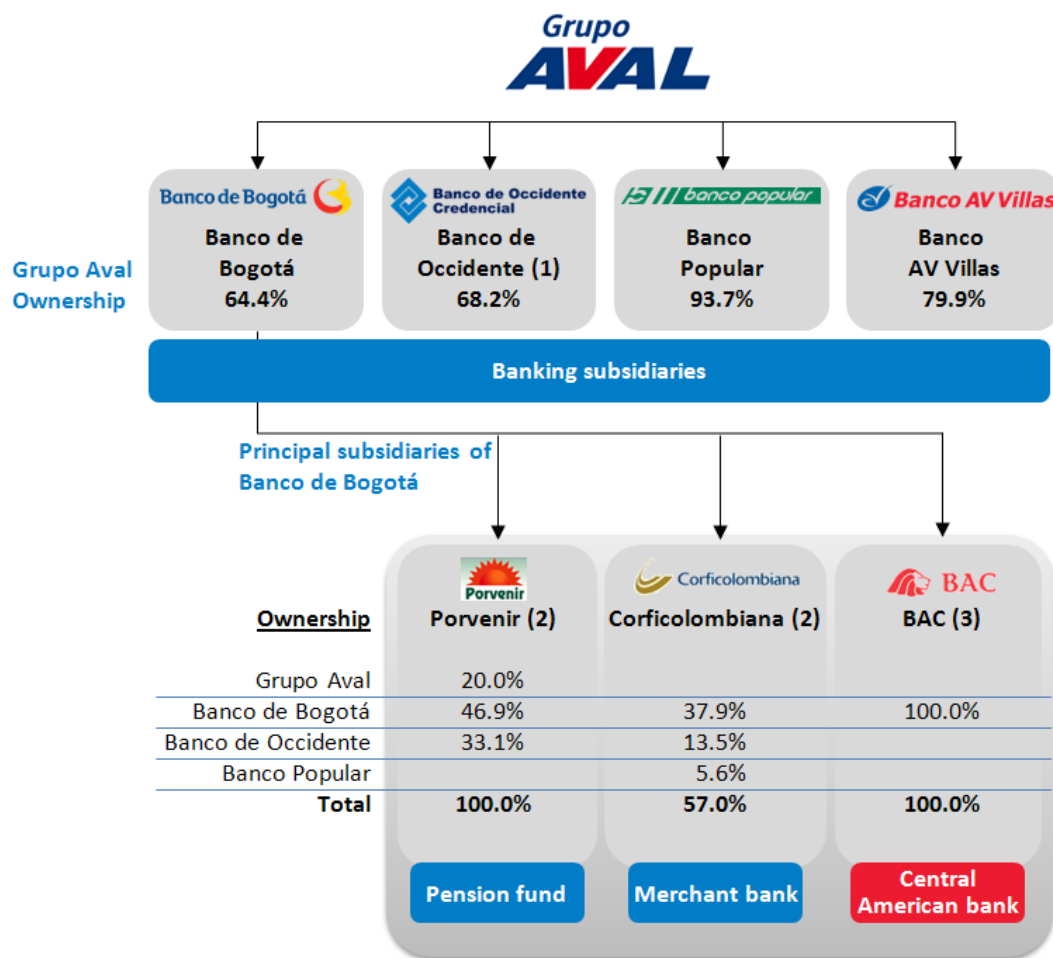 Grupo
AVAL
Banco de Bogotá
Banco de Occidente
Credencial
banco popular
Banco AV Villas
Grupo Aval
Ownership
Banco de
Bogotá
64.4%
Banco de
Occidente (1)
68.2%
Banco
Popular
93.7%
Banco
AV Villas
79.9%
Banking subsidiaries
Principal subsidiaries of
Banco de Bogotá
Porvenir
Corficolombiana
BAC
Ownership Porvenir (2) Corficolombiana (2) BAC (3)
Grupo Aval 20.0%
Banco de Bogotá 46.9% 37.9% 100.0%
Banco de Occidente 33.1% 13.5%
Banco Popular 5.6%
Total 100.0% 57.0% 100.0%
Pension fund
Merchant bank
Central
American bank